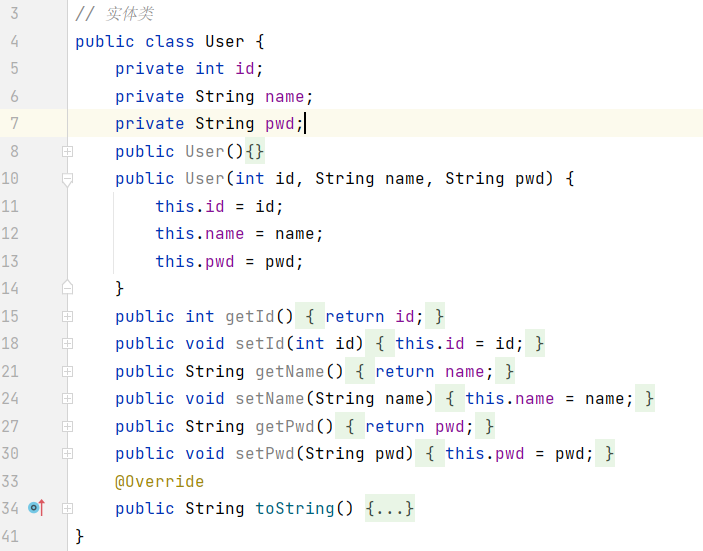 3 // 实体类
4 public class User {
5     private int id;
6     private String name;
7     private String pwd;
8     public User(){}
10     public User(int id, String name, String pwd) {
11         this.id = id;
12         this.name = name;
13         this.pwd = pwd;
14     }
15     public int getId() { return id; }
18     public void setId(int id) { this.id = id; }
21     public String getName() { return name; }
24     public void setName(String name) { this.name = name; }
27     public String getPwd() { return pwd; }
30     public void setPwd(String pwd) { this.pwd = pwd; }
33     @Override
34     public String toString() {...}
41 }